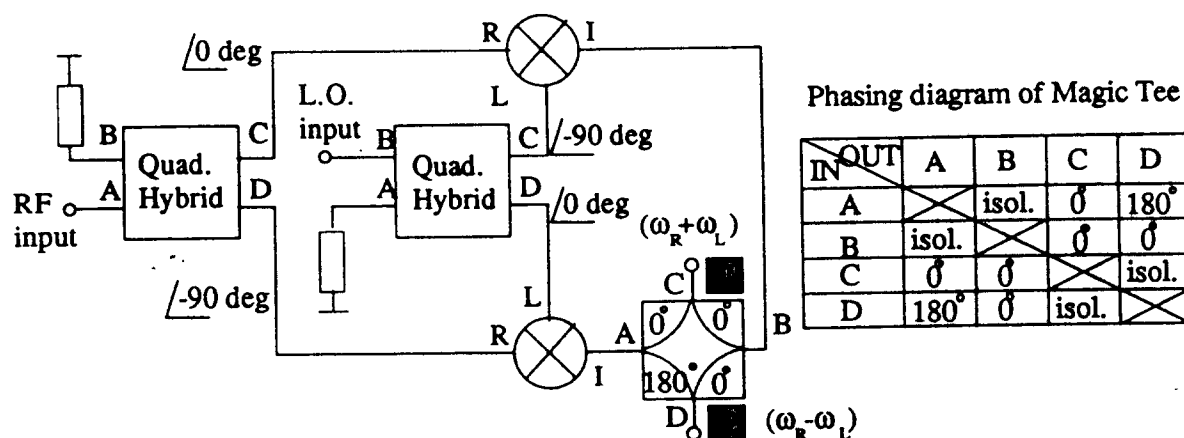 /0 deg
R
I
L
L.O. input
B
C
Quad. Hybrid
A
D
RF input
/-90 deg
B
C
Quad. Hybrid
A
D
/-90 deg
/0 deg
L
R
I
(ω_R+ω_L)
C
A
0° 0°
180° 0°
B
D
(ω_R-ω_L)
Phasing diagram of Magic Tee
IN OUT A B C D
A isol. 0° 180°
B isol. 0° 0°
C 0° 0° isol.
D 180° 0° isol.